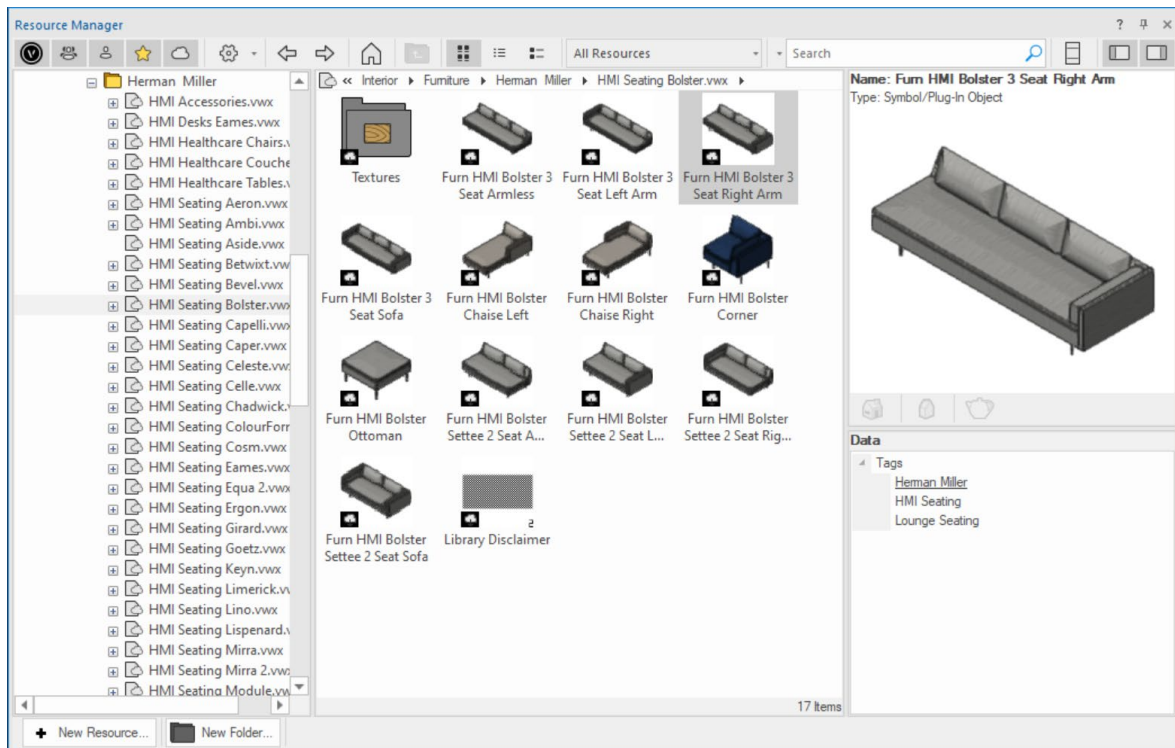 Resource Manager
?
All Resources
Search
Herman Miller
HMI Accessories.vwx
HMI Desks Eames.vwx
HMI Healthcare Chairs.v
HMI Healthcare Couche
HMI Healthcare Tables.v
HMI Seating Aeron.vwx
HMI Seating Ambi.vwx
HMI Seating Aside.vwx
HMI Seating Betwixt.vw
HMI Seating Bevel.vwx
HMI Seating Bolster.vwx
HMI Seating Capelli.vwx
HMI Seating Caper.vwx
HMI Seating Celeste.vw
HMI Seating Celle.vwx
HMI Seating Chadwick.
HMI Seating ColourForr
HMI Seating Cosm.vwx
HMI Seating Eames.vwx
HMI Seating Equa 2.vwx
HMI Seating Ergon.vwx
HMI Seating Girard.vwx
HMI Seating Goetz.vwx
HMI Seating Keyn.vwx
HMI Seating Limerick.vv
HMI Seating Lino.vwx
HMI Seating Lispenard.v
HMI Seating Mirra.vwx
HMI Seating Mirra 2.vwx
HMI Seating Module.vw
« Interior Furniture Herman Miller HMI Seating Bolster.vwx
Textures
Furn HMI Bolster 3
Seat Armless
Furn HMI Bolster 3
Seat Left Arm
Furn HMI Bolster 3
Seat Right Arm
Furn HMI Bolster 3
Seat Sofa
Furn HMI Bolster
Chaise Left
Furn HMI Bolster
Chaise Right
Furn HMI Bolster
Corner
Furn HMI Bolster
Ottoman
Furn HMI Bolster
Settee 2 Seat A...
Furn HMI Bolster
Settee 2 Seat L...
Furn HMI Bolster
Settee 2 Seat Rig...
Furn HMI Bolster
Settee 2 Seat Sofa
2
Library Disclaimer
17 Items
Name: Furn HMI Bolster 3 Seat Right Arm
Type: Symbol/Plug-In Object
Data
Tags
Herman Miller
HMI Seating
Lounge Seating
New Resource...
New Folder...